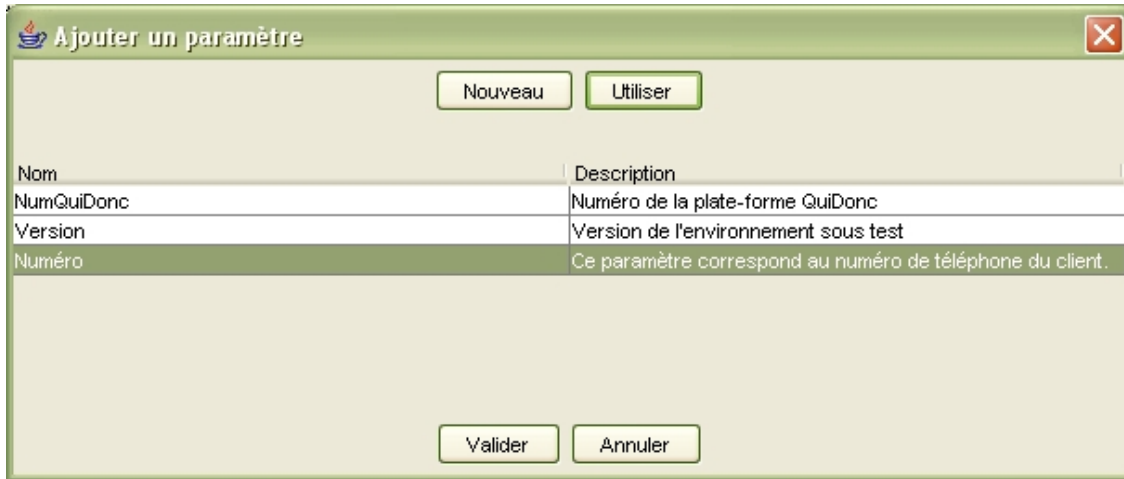 Ajouter un paramètre
Nouveau Utiliser
Nom Description
NumQuiDonc Numéro de la plate-forme QuiDonc
Version Version de l'environnement sous test
Numéro Ce paramètre correspond au numéro de téléphone du client.
Valider Annuler